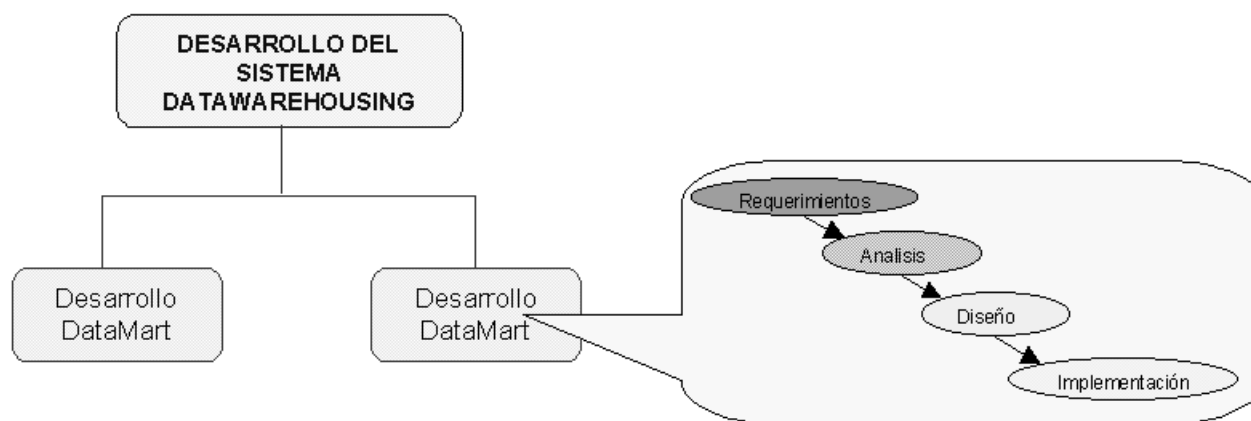 DESARROLLO DEL
SISTEMA
DATAWAREHOUSING
Desarrollo
DataMart
Desarrollo
DataMart
Requerimientos
Analisis
Diseño
Implementación